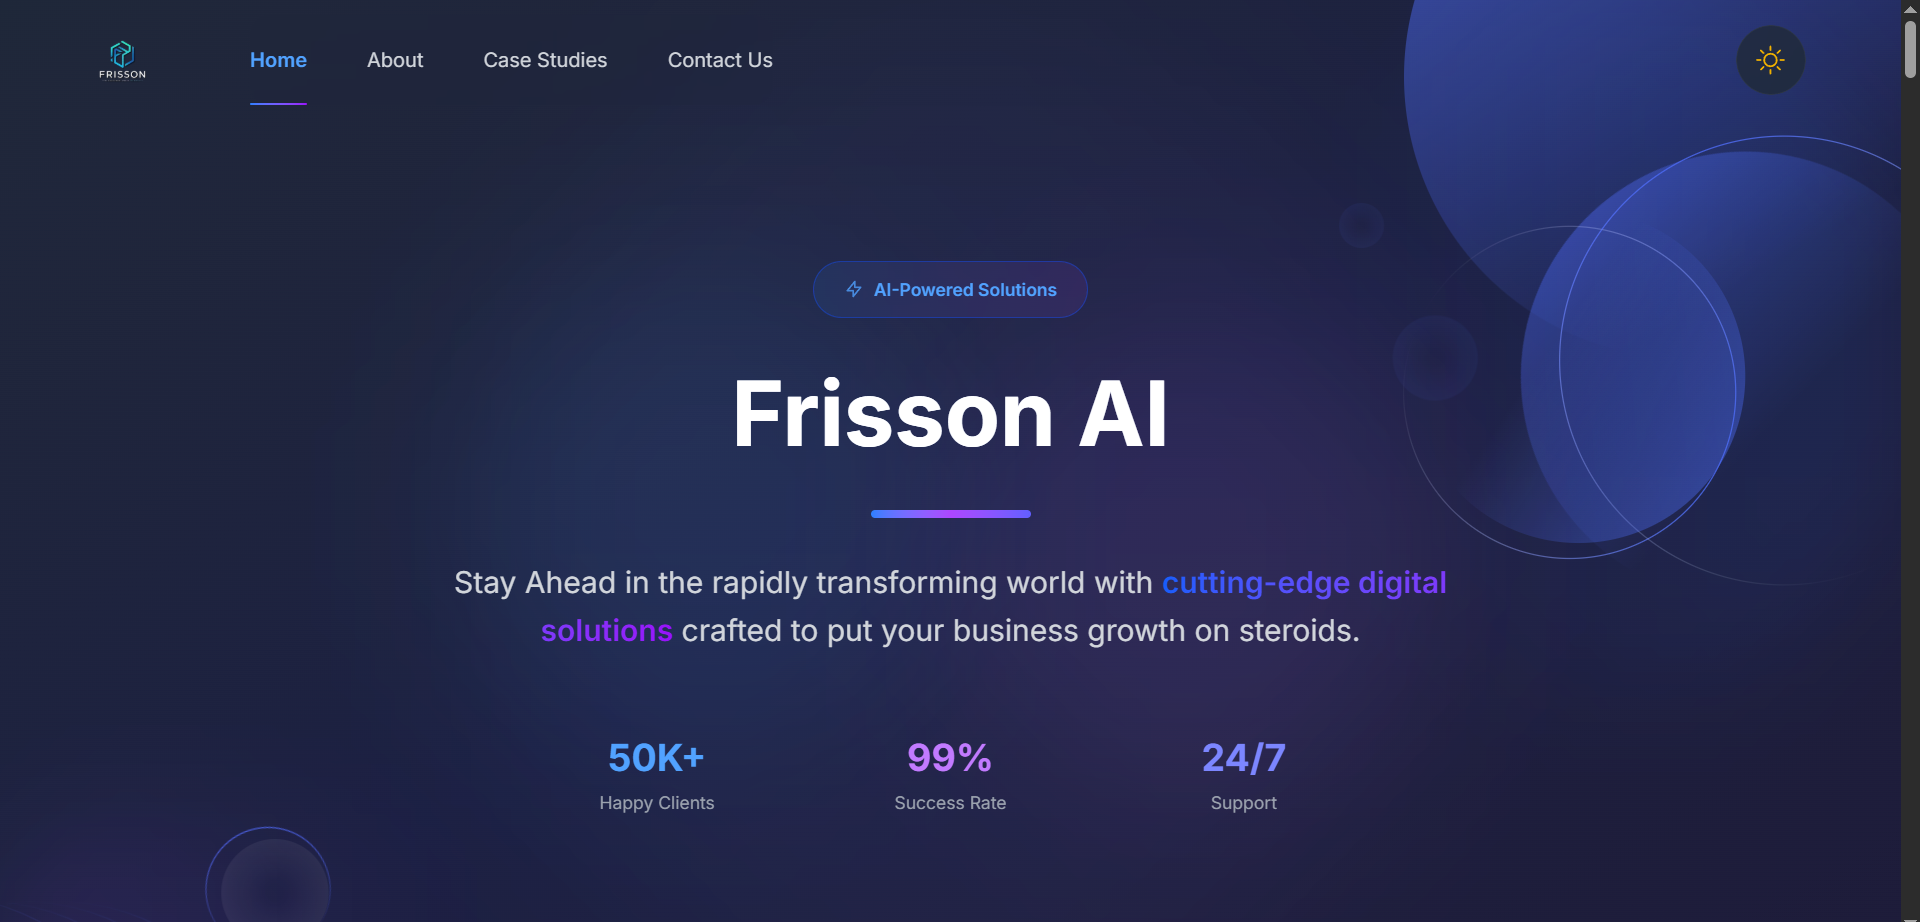 FRISSON
Home
About
Case Studies
Contact Us
AI-Powered Solutions
Frisson AI
Stay Ahead in the rapidly transforming world with cutting-edge digital
solutions crafted to put your business growth on steroids.
50K+
99%
24/7
Happy Clients
Success Rate
Support